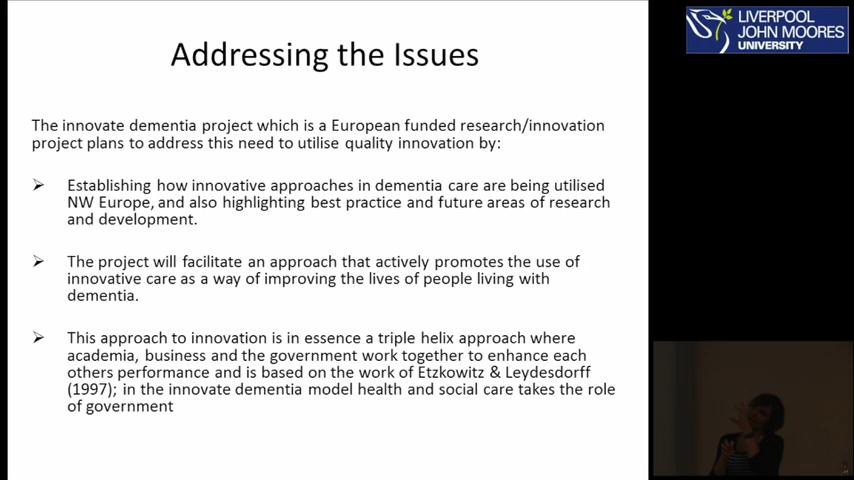 Addressing the Issues
LIVERPOOL
JOHN MOORES
UNIVERSITY
The innovate dementia project which is a European funded research/innovation
project plans to address this need to utilise quality innovation by:
Establishing how innovative approaches in dementia care are being utilised
NW Europe, and also highlighting best practice and future areas of research
and development.
The project will facilitate an approach that actively promotes the use of
innovative care as a way of improving the lives of people living with
dementia.
This approach to innovation is in essence a triple helix approach where
academia, business and the government work together to enhance each
others performance and is based on the work of Etzkowitz & Leydesdorff
(1997); in the innovate dementia model health and social care takes the role
of government